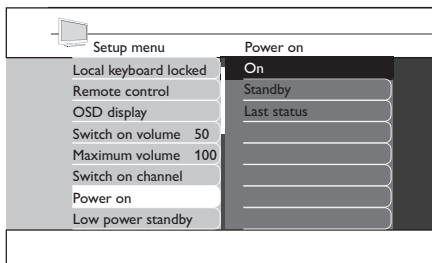 Setup menu
Power on
Local keyboard locked
On
Remote control
Standby
OSD display
Last status
Switch on volume 50
Maximum volume 100
Switch on channel
Power on
Low power standby